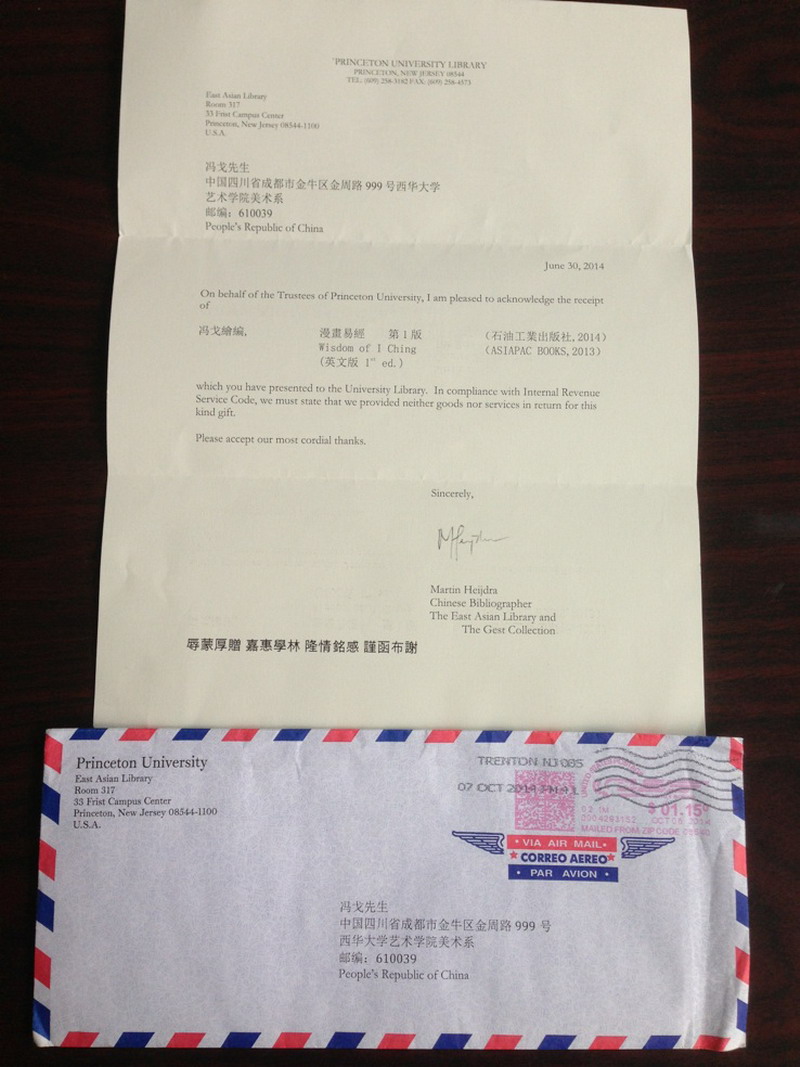 PRINCETON UNIVERSITY LIBRARY
PRINCETON, NEW JERSEY 08544
TEL: (609) 258-3182 FAX: (609) 258-4573
East Asian Library
Room 317
33 Frist Campus Center
Princeton, New Jersey 08544-1100
U.S.A.
冯戈先生
中国四川省成都市金牛区金周路 999 号西华大学
艺术学院美术系
邮编：610039
People's Republic of China
June 30, 2014
On behalf of the Trustees of Princeton University, I am pleased to acknowledge the receipt
of
冯戈繪編, 漫畫易經 第 1 版 （石油工業出版社, 2014）
Wisdom of I Ching (ASIAPAC BOOKS, 2013)
(英文版 1st ed.)
which you have presented to the University Library. In compliance with Internal Revenue
Service Code, we must state that we provided neither goods nor services in return for this
kind gift.
Please accept our most cordial thanks.
Sincerely,
Martin Heijdra
Chinese Bibliographer
The East Asian Library and
The Gest Collection
辱蒙厚贈 嘉惠學林 隆情銘感 謹函布謝
Princeton University
East Asian Library
Room 317
33 Frist Campus Center
Princeton, New Jersey 08544-1100
U.S.A.
TRENTON NJ 085
07 OCT 2014 PM
$ 01.15
MAILED FROM ZIP CODE
VIA AIR MAIL
CORREO AEREO
PAR AVION
冯戈先生
中国四川省成都市金牛区金周路 999 号
西华大学艺术学院美术系
邮编：610039
People's Republic of China